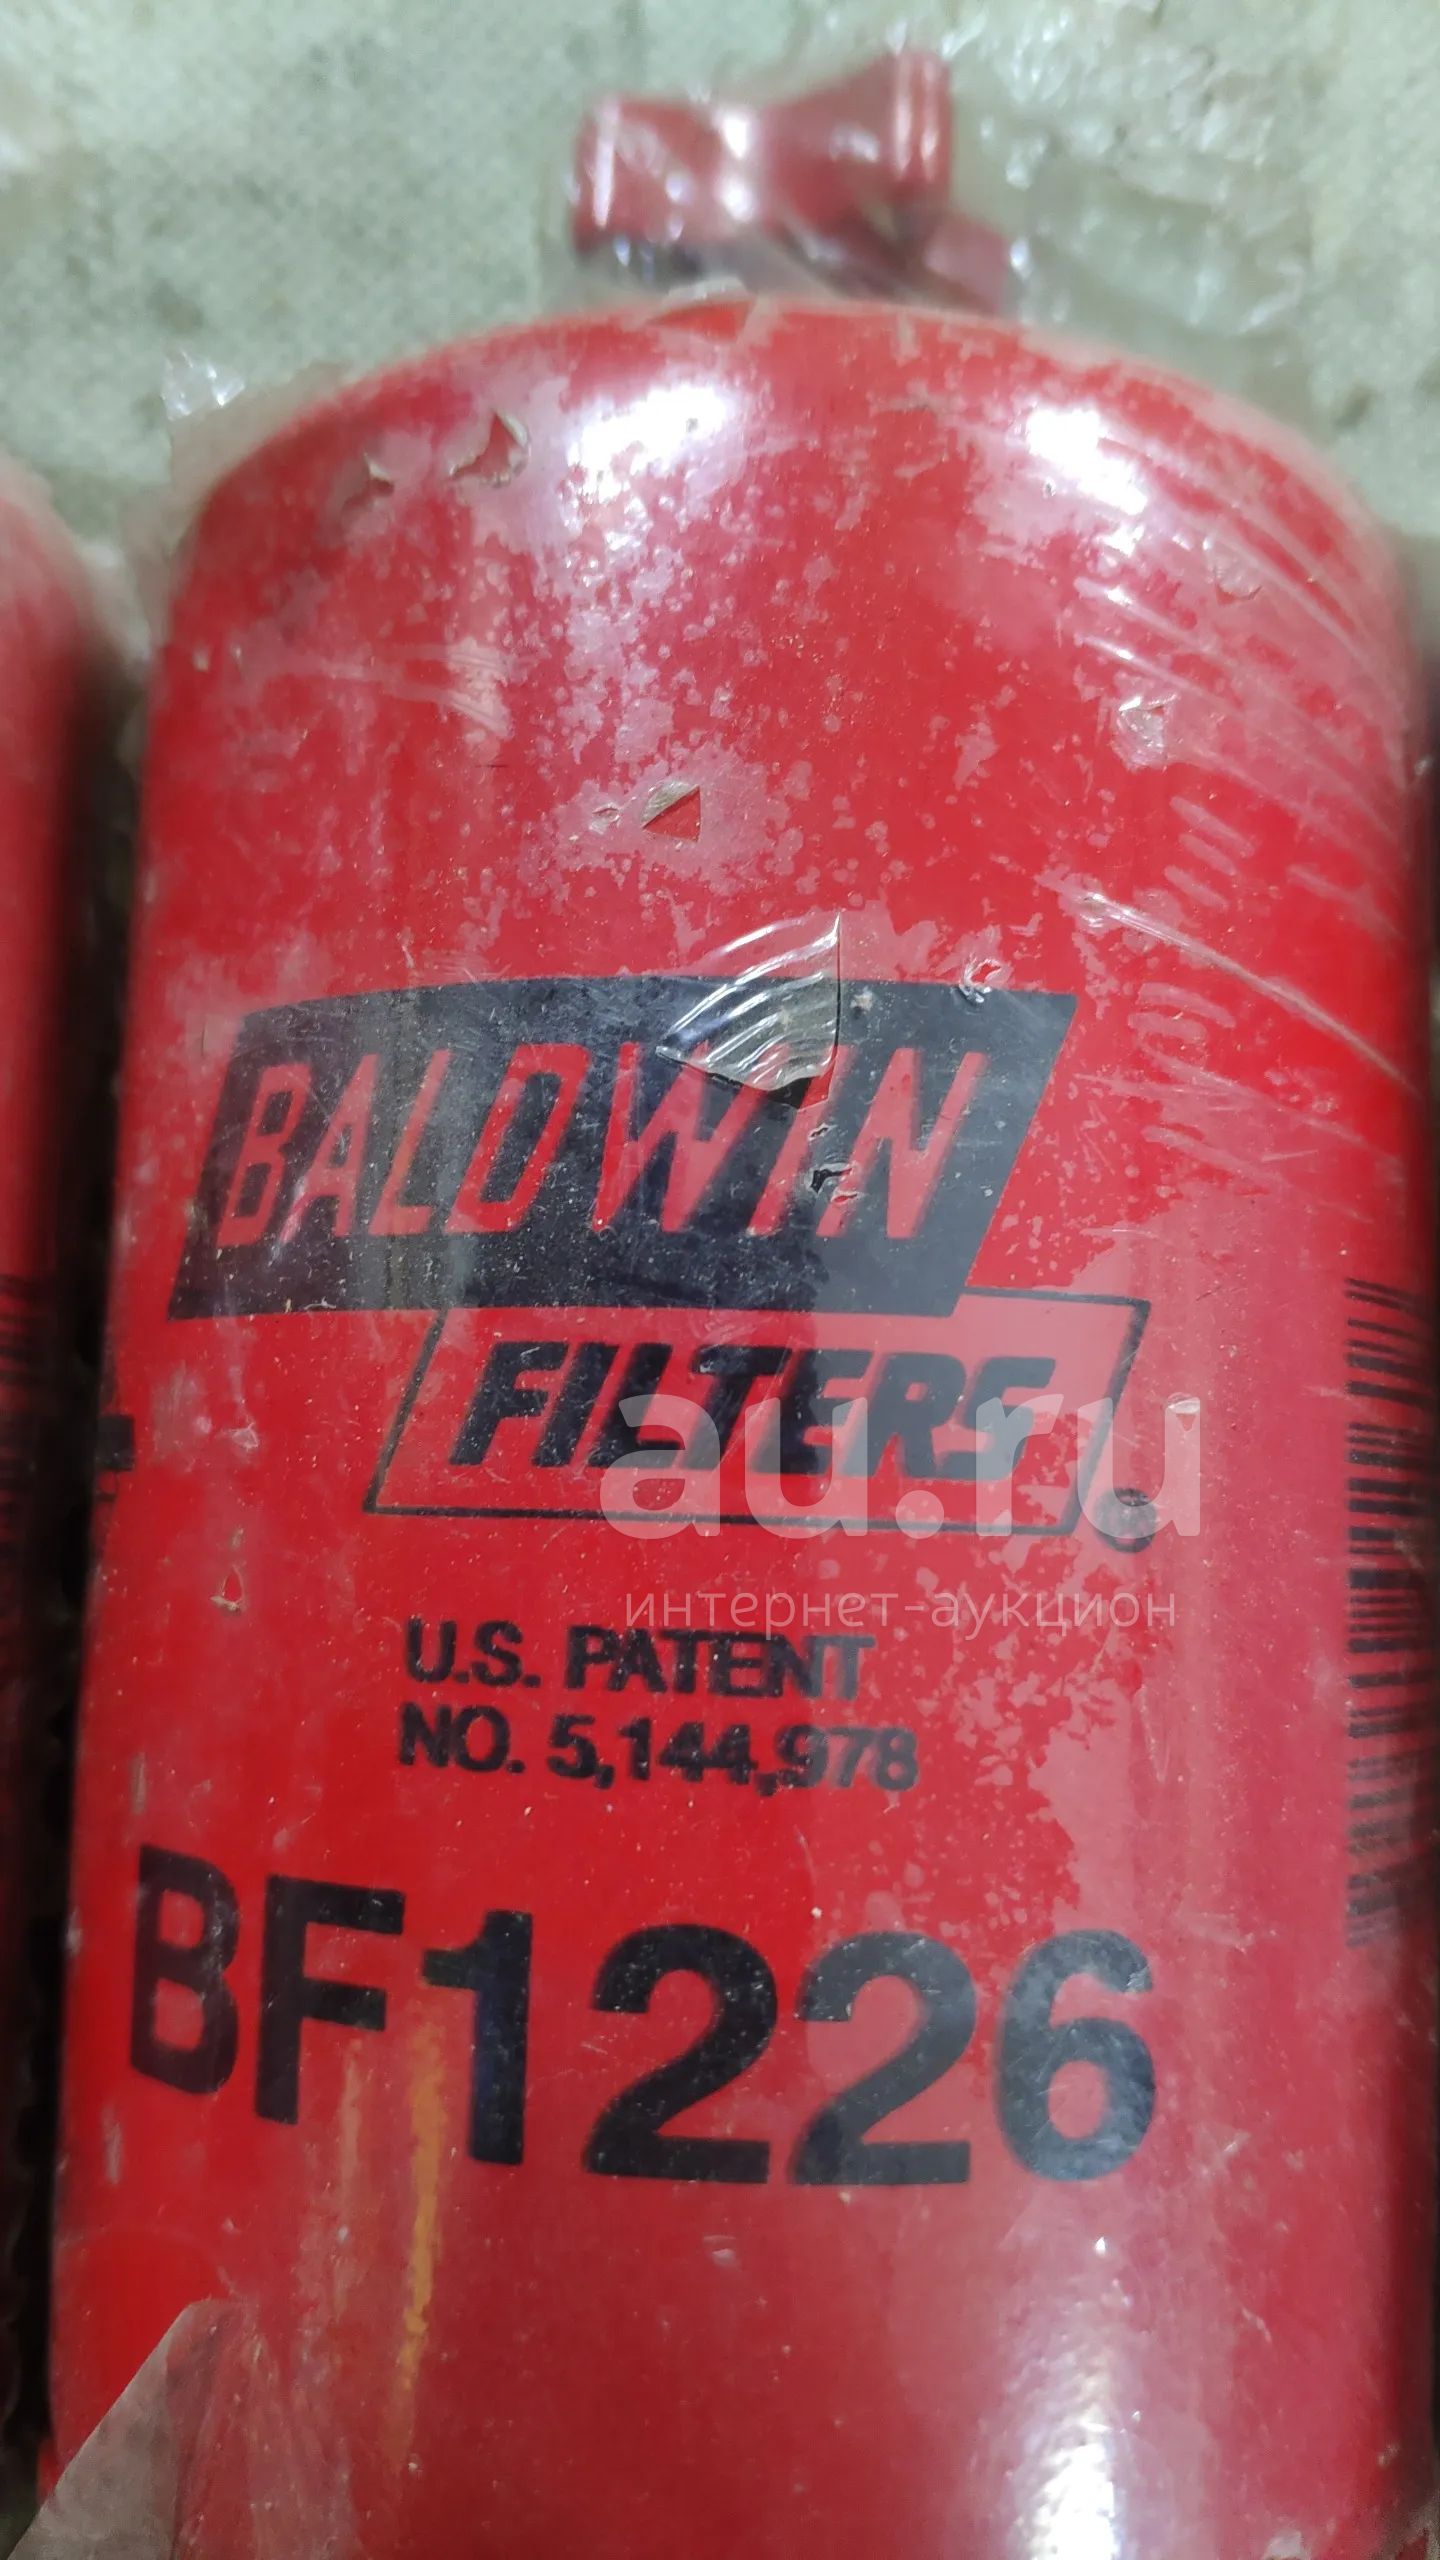 BALDWIN
FILTERS
®
au.ru
интернет-аукцион
U.S. PATENT
NO. 5,144,978
BF1226